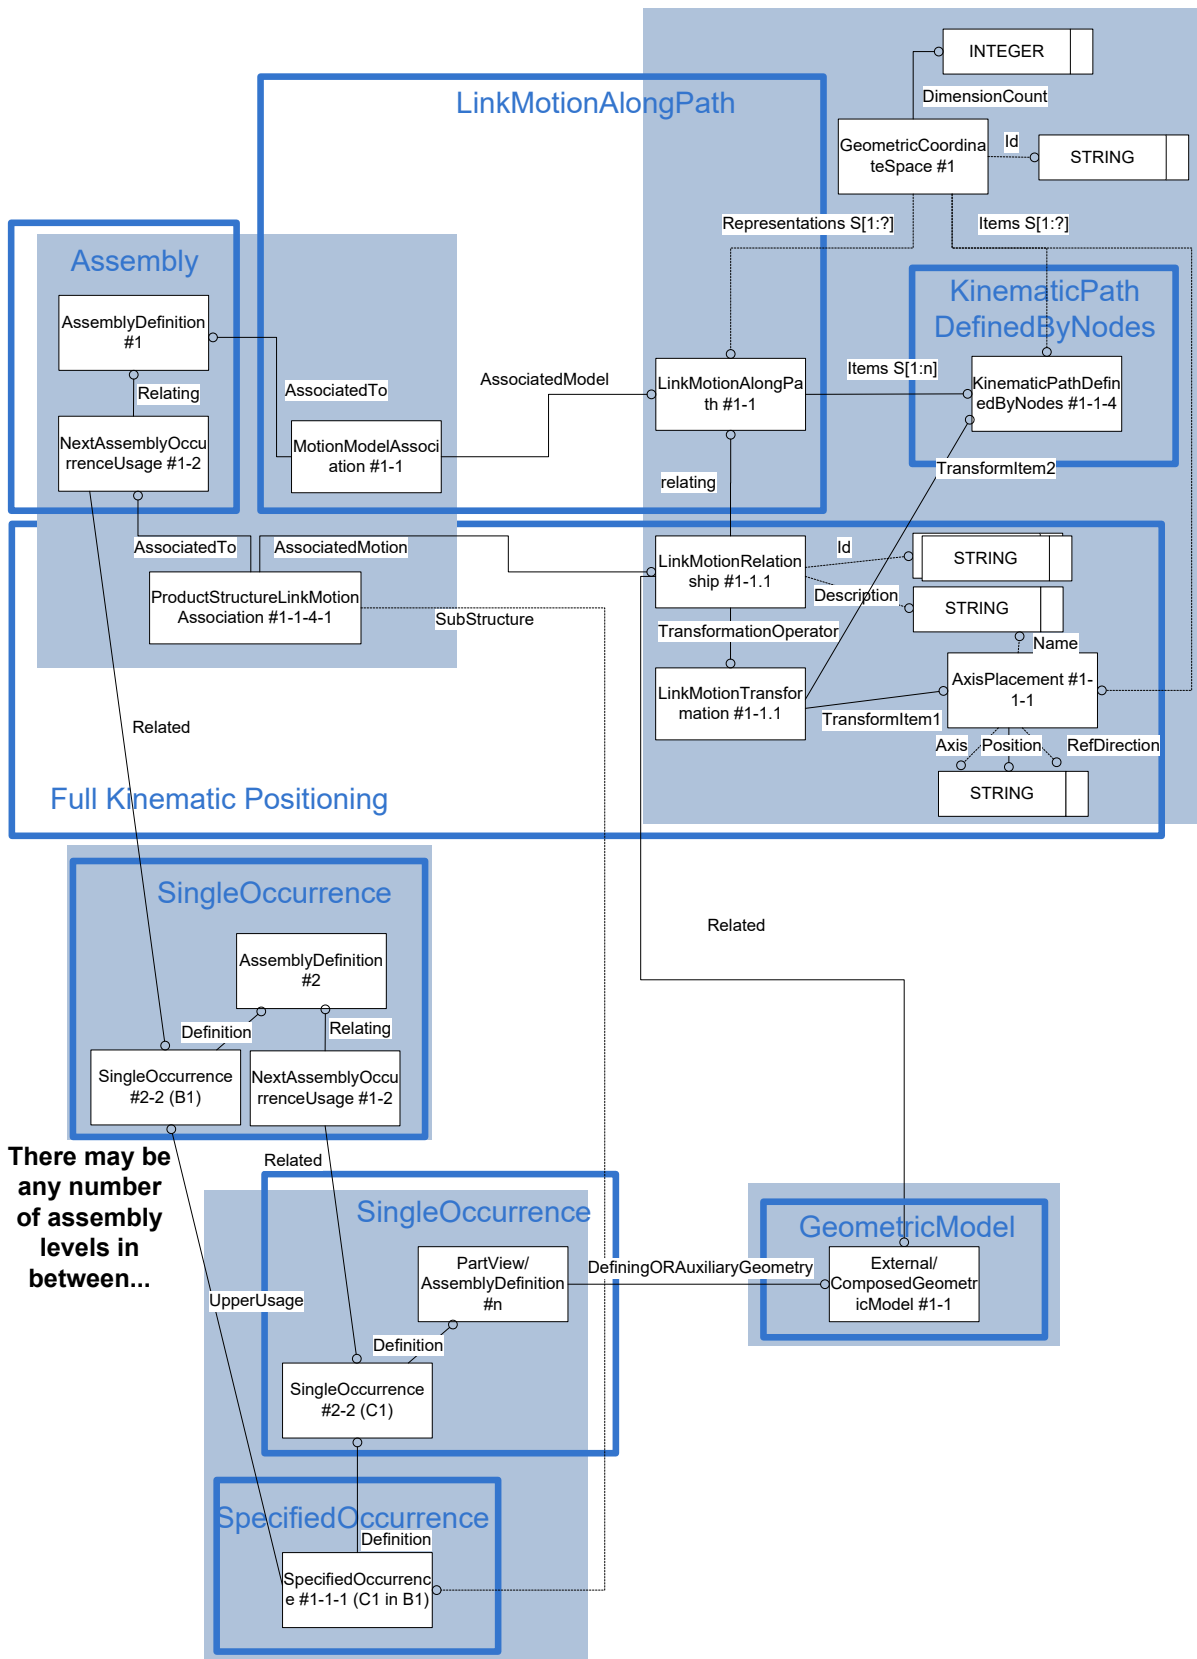 INTEGER
DimensionCount
LinkMotionAlongPath
GeometricCoordina
teSpace #1
Id
STRING
Representations S[1:?]
Items S[1:?]
Assembly
KinematicPath
DefinedByNodes
AssemblyDefinition
#1
Relating
AssociatedTo
AssociatedModel
LinkMotionAlongPa
th #1-1
Items S[1:n]
KinematicPathDefin
edByNodes #1-1-4
NextAssemblyOccu
rrenceUsage #1-2
MotionModelAssoci
ation #1-1
relating
TransformItem2
AssociatedTo
AssociatedMotion
LinkMotionRelation
ship #1-1.1
Id
STRING
Description
STRING
ProductStructureLinkMotion
Association #1-1-4-1
SubStructure
TransformationOperator
Name
LinkMotionTransfor
mation #1-1.1
TransformItem1
AxisPlacement #1-
1-1
Related
Axis
Position
RefDirection
STRING
Full Kinematic Positioning
SingleOccurrence
Related
AssemblyDefinition
#2
Definition
Relating
SingleOccurrence
#2-2 (B1)
NextAssemblyOccu
rrenceUsage #1-2
There may be
any number
of assembly
levels in
between...
Related
SingleOccurrence
GeometricModel
PartView/
AssemblyDefinition
#n
DefiningORAuxiliaryGeometry
External/
ComposedGeomet
ricModel #1-1
UpperUsage
Definition
SingleOccurrence
#2-2 (C1)
SpecifiedOccurrence
Definition
SpecifiedOccurrenc
e #1-1-1 (C1 in B1)